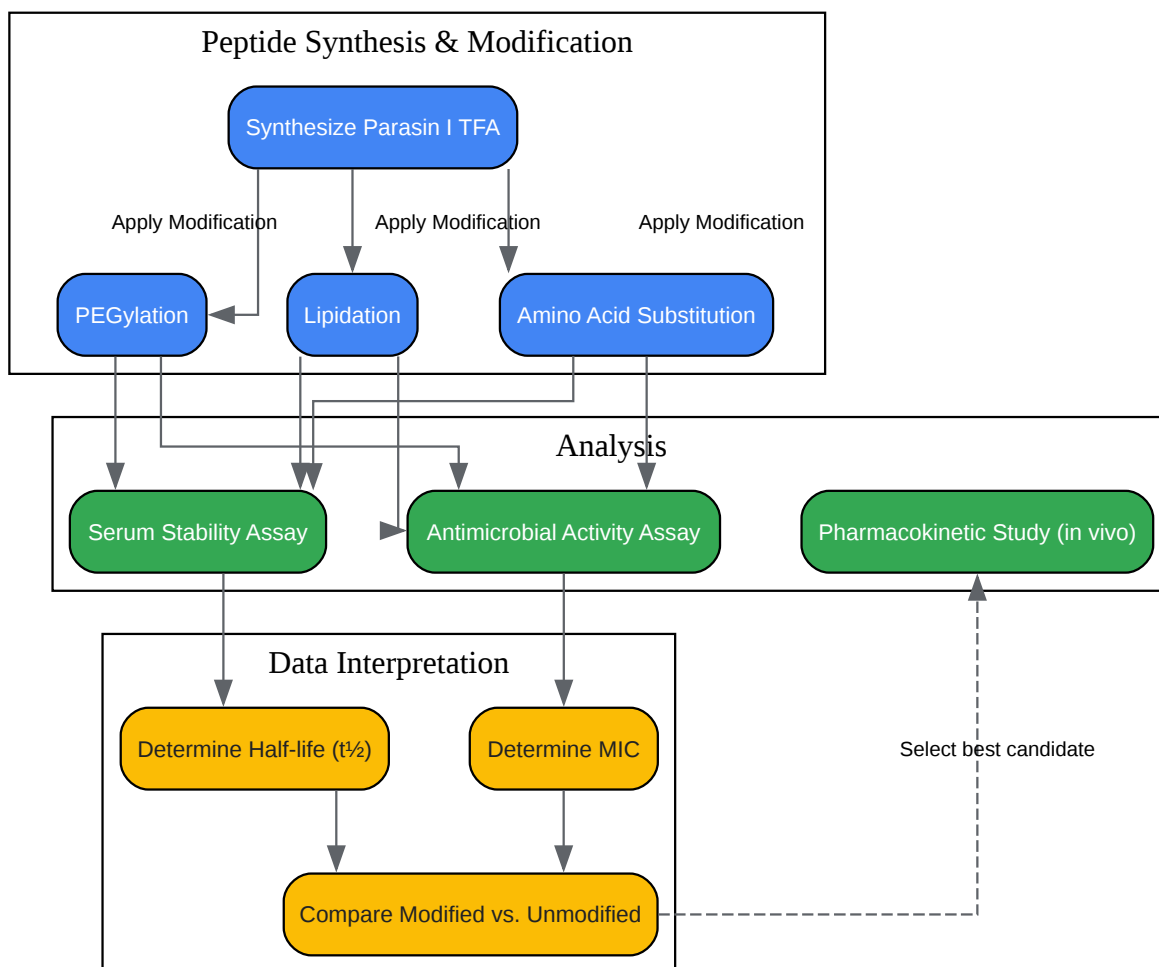 Peptide Synthesis & Modification
Synthesize Parasin I TFA
Apply Modification
Apply Modification
Apply Modification
PEGylation
Lipidation
Amino Acid Substitution
Analysis
Serum Stability Assay
Antimicrobial Activity Assay
Pharmacokinetic Study (in vivo)
Data Interpretation
Determine Half-life (t½)
Determine MIC
Select best candidate
Compare Modified vs. Unmodified